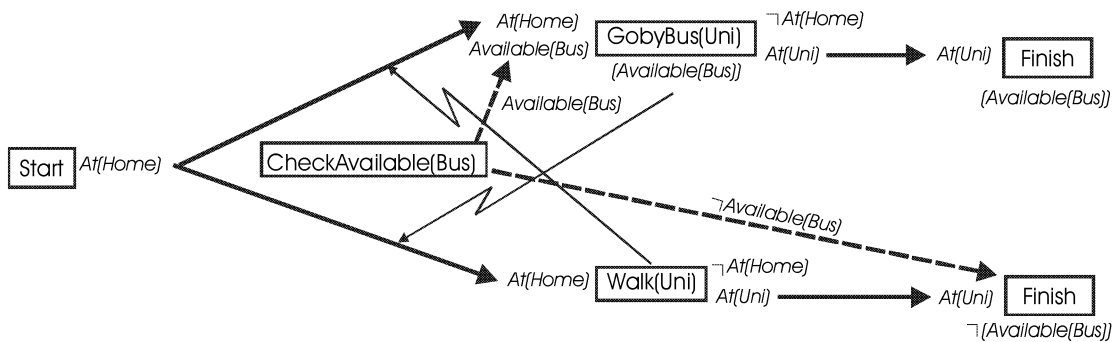 At(Home)
Available(Bus)
GobyBus(Uni)
(Available(Bus))
¬At(Home)
At(Uni)
At(Uni)
Finish
(Available(Bus))
Available(Bus)
Start
At(Home)
CheckAvailable(Bus)
¬Available(Bus)
At(Home)
Walk(Uni)
¬At(Home)
At(Uni)
At(Uni)
Finish
¬(Available(Bus))